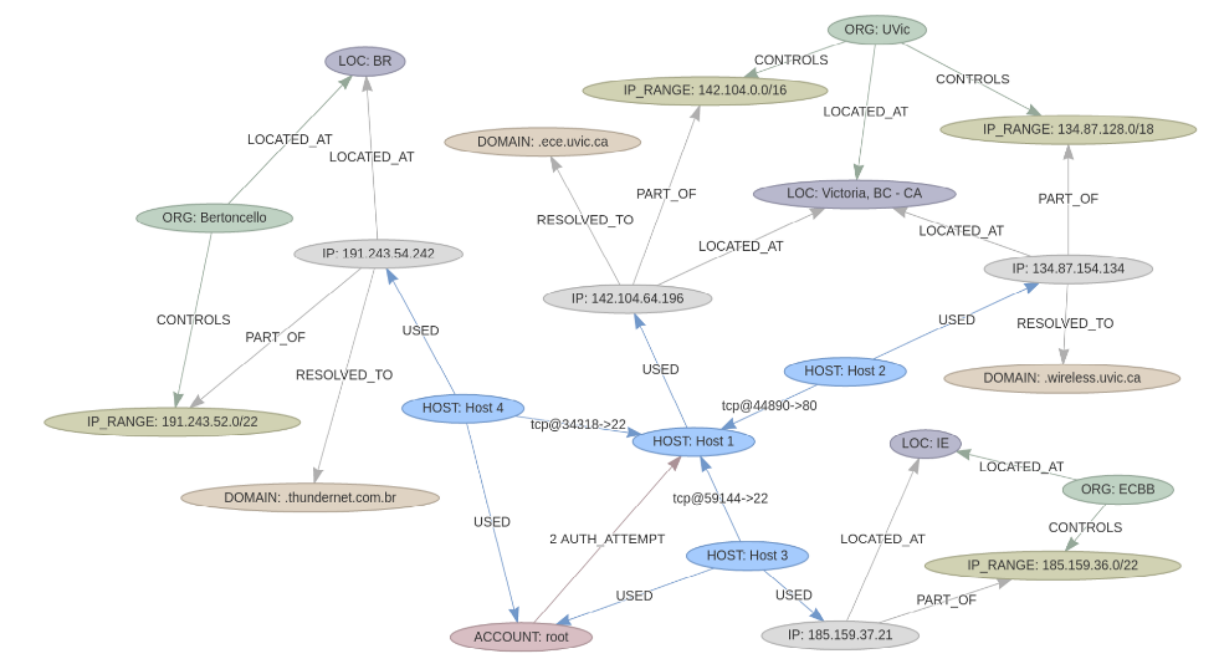 ORG: UVic
LOC: BR
CONTROLS
CONTROLS
IP_RANGE: 142.104.0.0/16
LOCATED_AT
IP_RANGE: 134.87.128.0/18
LOCATED_AT
LOCATED_AT
DOMAIN: .ece.uvic.ca
PART_OF
LOC: Victoria, BC - CA
PART_OF
ORG: Bertoncello
RESOLVED_TO
LOCATED_AT
LOCATED_AT
IP: 191.243.54.242
IP: 134.87.154.134
IP: 142.104.64.196
CONTROLS
PART_OF
USED
USED
RESOLVED_TO
RESOLVED_TO
USED
HOST: Host 2
DOMAIN: .wireless.uvic.ca
HOST: Host 4
tcp@44890->80
IP_RANGE: 191.243.52.0/22
tcp@34318->22
HOST: Host 1
LOC: IE
LOCATED_AT
DOMAIN: .thundernet.com.br
tcp@59144->22
ORG: ECBB
USED
2 AUTH_ATTEMPT
LOCATED_AT
CONTROLS
HOST: Host 3
IP_RANGE: 185.159.36.0/22
USED
USED
PART_OF
ACCOUNT: root
IP: 185.159.37.21